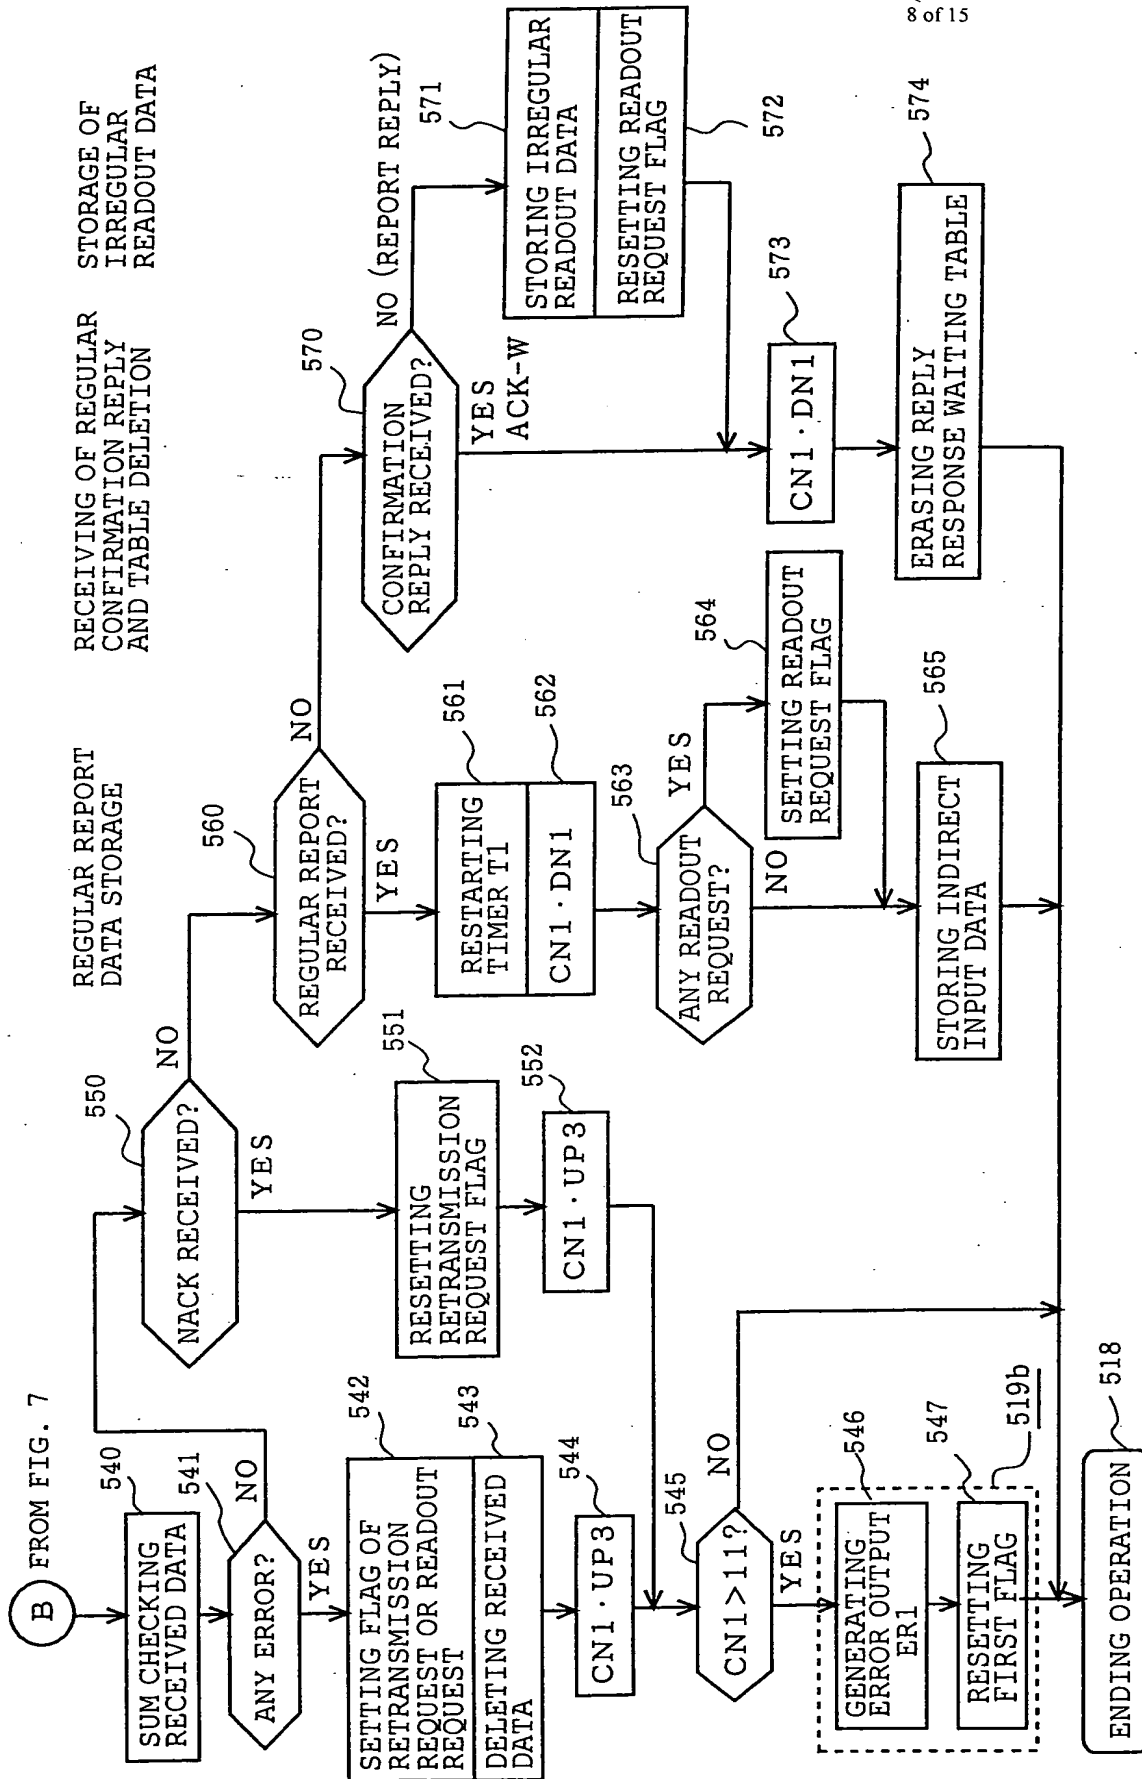 8 of 15
B FROM FIG. 7
540
SUM CHECKING
RECEIVED DATA
541
ANY ERROR?
NO
YES
542
SETTING FLAG OF
RETRANSMISSION
REQUEST OR READOUT
REQUEST
543
DELETING RECEIVED
DATA
544
CN1 · UP3
545
CN1>11?
NO
YES
546
GENERATING
ERROR OUTPUT
ER1
547
RESETTING
FIRST FLAG
519b
518
ENDING OPERATION
550
NACK RECEIVED?
NO
YES
551
RESETTING
RETRANSMISSION
REQUEST FLAG
552
CN1 · UP3
REGULAR REPORT
DATA STORAGE
560
REGULAR REPORT
RECEIVED?
NO
YES
561
RESTARTING
TIMER T1
562
CN1 · DN1
563
ANY READOUT
REQUEST?
YES
NO
564
SETTING READOUT
REQUEST FLAG
565
STORING INDIRECT
INPUT DATA
RECEIVING OF REGULAR
CONFIRMATION REPLY
AND TABLE DELETION
570
CONFIRMATION
REPLY RECEIVED?
NO (REPORT REPLY)
YES
ACK-W
STORAGE OF
IRREGULAR
READOUT DATA
571
STORING IRREGULAR
READOUT DATA
572
RESETTING READOUT
REQUEST FLAG
573
CN1 · DN1
574
ERASING REPLY
RESPONSE WAITING TABLE